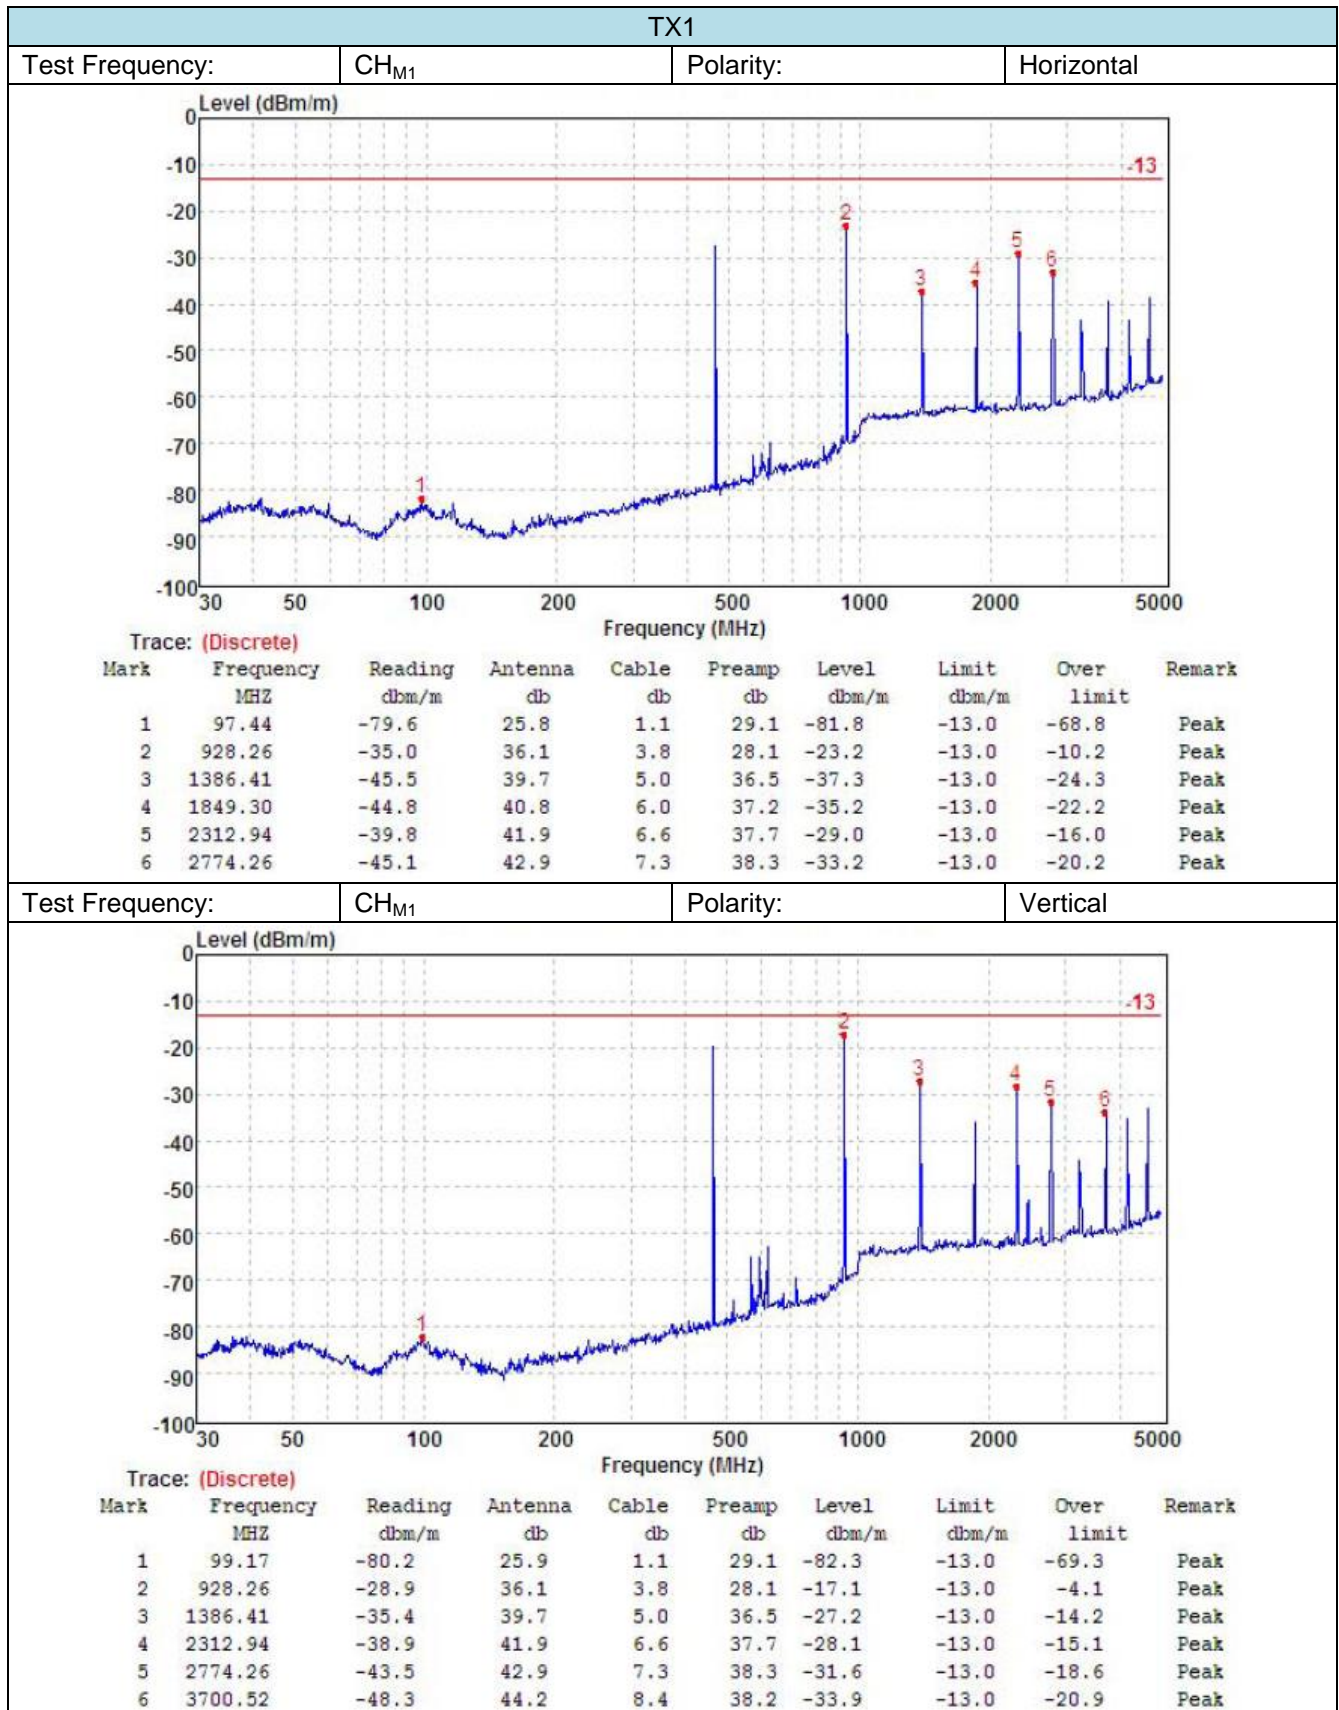 TX1
Test Frequency: CHM1 Polarity: Horizontal
Level (dBm/m)
0
-10
-13
-20
-30
-40
-50
-60
-70
-80
-90
-100
2
5
6
4
3
1
30 50 100 200 500 1000 2000 5000
Frequency (MHz)
Trace: (Discrete)
Mark Frequency Reading Antenna Cable Preamp Level Limit Over Remark
MHZ dbm/m db db db dbm/m dbm/m limit
1 97.44 -79.6 25.8 1.1 29.1 -81.8 -13.0 -68.8 Peak
2 928.26 -35.0 36.1 3.8 28.1 -23.2 -13.0 -10.2 Peak
3 1386.41 -45.5 39.7 5.0 36.5 -37.3 -13.0 -24.3 Peak
4 1849.30 -44.8 40.8 6.0 37.2 -35.2 -13.0 -22.2 Peak
5 2312.94 -39.8 41.9 6.6 37.7 -29.0 -13.0 -16.0 Peak
6 2774.26 -45.1 42.9 7.3 38.3 -33.2 -13.0 -20.2 Peak
Test Frequency: CHM1 Polarity: Vertical
Level (dBm/m)
0
-10
-13
-20
-30
-40
-50
-60
-70
-80
-90
-100
2
3
4
5
6
1
30 50 100 200 500 1000 2000 5000
Frequency (MHz)
Trace: (Discrete)
Mark Frequency Reading Antenna Cable Preamp Level Limit Over Remark
MHZ dbm/m db db db dbm/m dbm/m limit
1 99.17 -80.2 25.9 1.1 29.1 -82.3 -13.0 -69.3 Peak
2 928.26 -28.9 36.1 3.8 28.1 -17.1 -13.0 -4.1 Peak
3 1386.41 -35.4 39.7 5.0 36.5 -27.2 -13.0 -14.2 Peak
4 2312.94 -38.9 41.9 6.6 37.7 -28.1 -13.0 -15.1 Peak
5 2774.26 -43.5 42.9 7.3 38.3 -31.6 -13.0 -18.6 Peak
6 3700.52 -48.3 44.2 8.4 38.2 -33.9 -13.0 -20.9 Peak